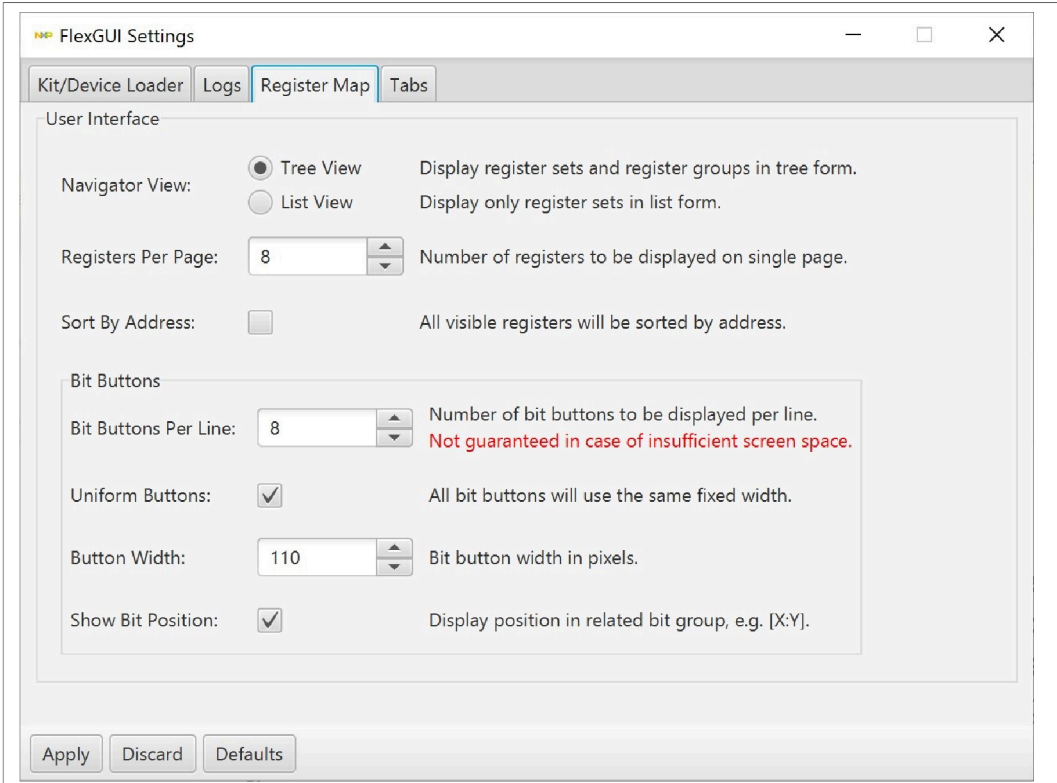 NXP FlexGUI Settings
Kit/Device Loader Logs Register Map Tabs
User Interface
Navigator View:
Tree View Display register sets and register groups in tree form.
List View Display only register sets in list form.
Registers Per Page: 8 Number of registers to be displayed on single page.
Sort By Address: All visible registers will be sorted by address.
Bit Buttons
Bit Buttons Per Line: 8 Number of bit buttons to be displayed per line.
Not guaranteed in case of insufficient screen space.
Uniform Buttons: All bit buttons will use the same fixed width.
Button Width: 110 Bit button width in pixels.
Show Bit Position: Display position in related bit group, e.g. [X:Y].
Apply Discard Defaults